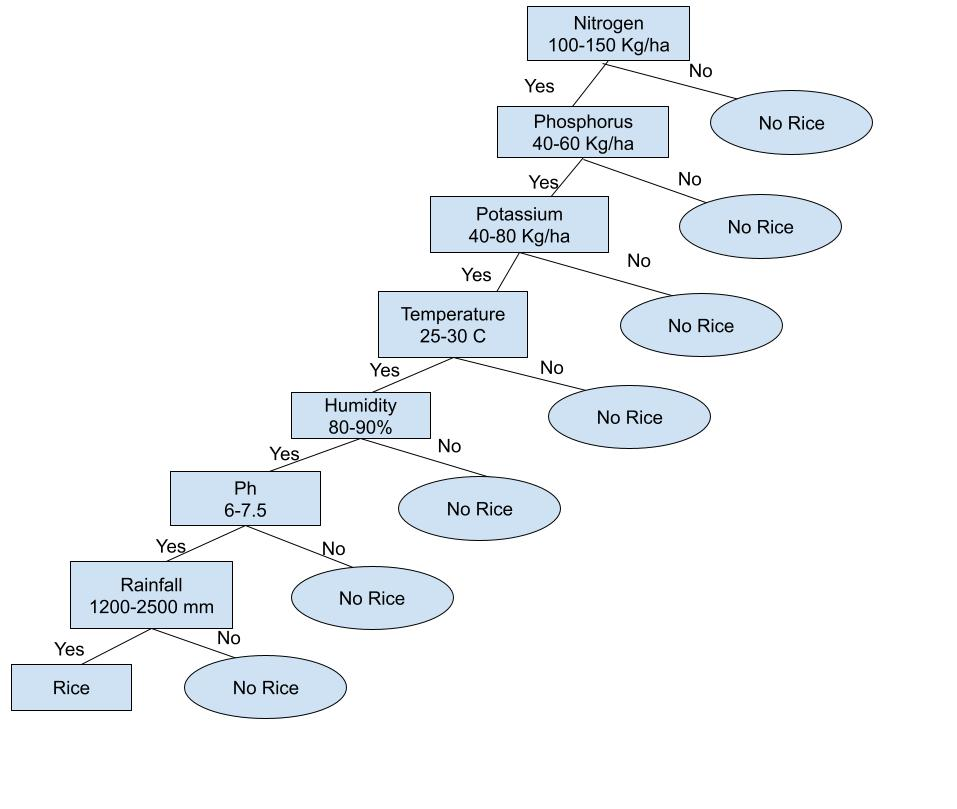 Nitrogen
100-150 Kg/ha
No
Yes
Phosphorus
40-60 Kg/ha
No Rice
No
Yes
Potassium
40-80 Kg/ha
No Rice
No
Yes
Temperature
25-30 C
No Rice
No
Yes
Humidity
80-90%
No Rice
No
Yes
Ph
6-7.5
No Rice
No
Yes
Rainfall
1200-2500 mm
No Rice
No
Yes
Rice
No Rice